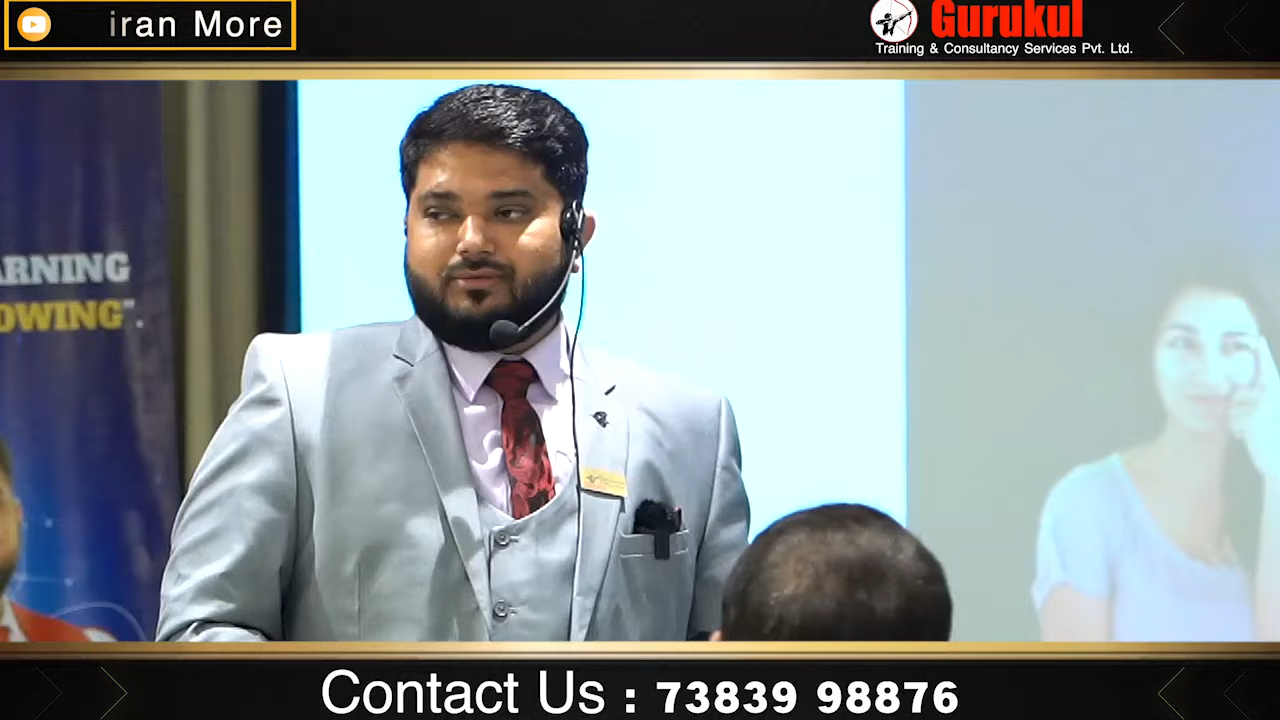 iran More
Gurukul
Training & Consultancy Services Pvt. Ltd.
ARNING
OWING".
Contact Us : 73839 98876